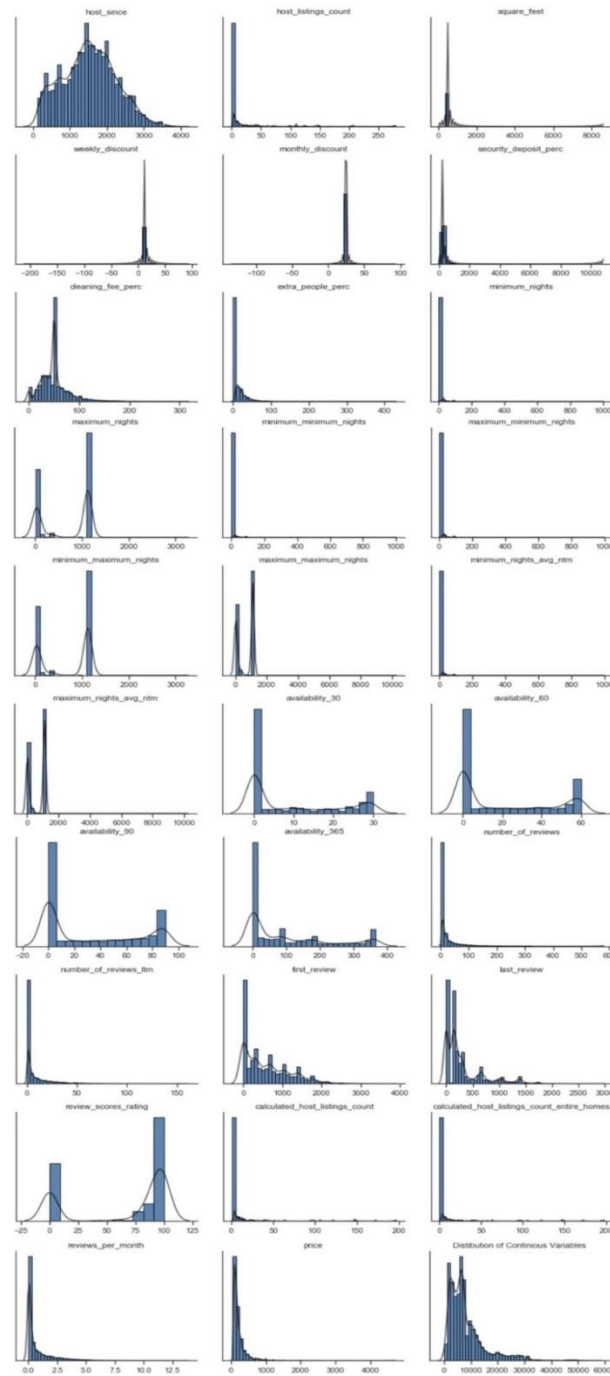 host_since host_listings_count square_feet
0 1000 2000 3000 4000 0 50 100 150 200 250 0 2000 4000 6000 8000
weekly_discount monthly_discount security_deposit_perc
−200 −150 −100 −50 0 50 100 −100 −50 0 50 100 0 2000 4000 6000 8000 10000
cleaning_fee_perc extra_people_perc minimum_nights
0 100 200 300 0 100 200 300 400 0 200 400 600 800 1000
maximum_nights minimum_minimum_nights maximum_minimum_nights
0 1000 2000 3000 0 200 400 600 800 1000 0 200 400 600 800 1000
minimum_maximum_nights maximum_maximum_nights minimum_nights_avg_ntm
0 1000 2000 3000 0 2000 4000 6000 8000 10000 0 200 400 600 800 1000
maximum_nights_avg_ntm availability_30 availability_60
0 2000 4000 6000 8000 10000 0 10 20 30 0 20 40 60
availability_90 availability_365 number_of_reviews
−20 0 20 40 60 80 100 0 100 200 300 400 0 100 200 300 400 500
number_of_reviews_ltm first_review last_review
0 50 100 150 0 1000 2000 3000 4000 0 500 1000 1500 2000 2500
review_scores_rating calculated_host_listings_count calculated_host_listings_count_entire_homes
−25 0 25 50 75 100 125 0 50 100 150 0 50 100 150
reviews_per_month price Distibution of Continious Variables
0.0 2.5 5.0 7.5 10.0 12.5 0 1000 2000 3000 4000 0 10000 20000 30000 40000 50000